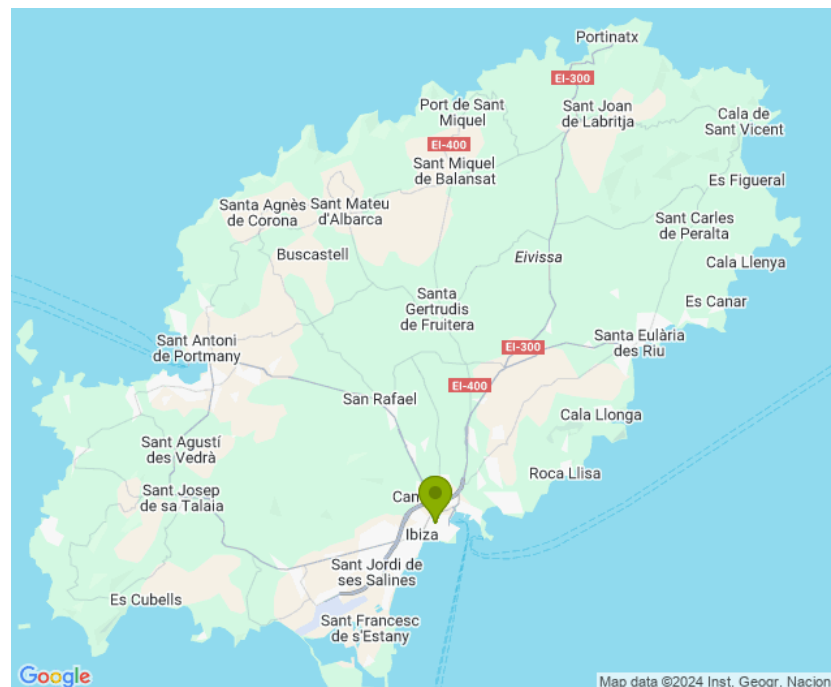 Portinatx
EI-300
Port de Sant
Miquel
Sant Joan
de Labritja
Cala de
Sant Vicent
EI-400
Sant Miquel
de Balansat
Es Figueral
Santa Agnès
de Corona
Sant Mateu
d'Albarca
Sant Carles
de Peralta
Buscastell
Eivissa
Cala Llenya
Santa
Gertrudis
de Fruitera
Es Canar
Sant Antoni
de Portmany
Santa Eulària
des Riu
EI-300
EI-400
San Rafael
Cala Llonga
Sant Agustí
des Vedrà
Roca Llisa
Sant Josep
de sa Talaia
Ibiza
Sant Jordi de
ses Salines
Es Cubells
Sant Francesc
de s'Estany
Google
Map data ©2024 Inst. Geogr. Nacion